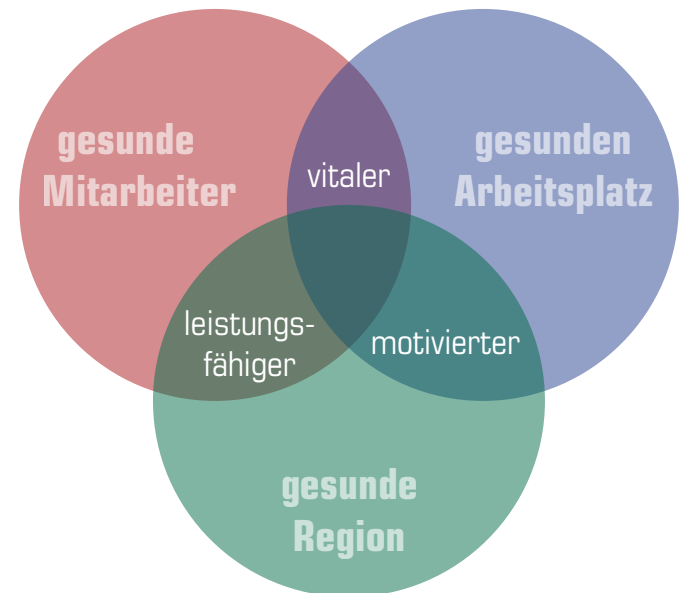 gesunde
Mitarbeiter
gesunden
Arbeitsplatz
vitaler
leistungs-
fähiger
motivierter
gesunde
Region